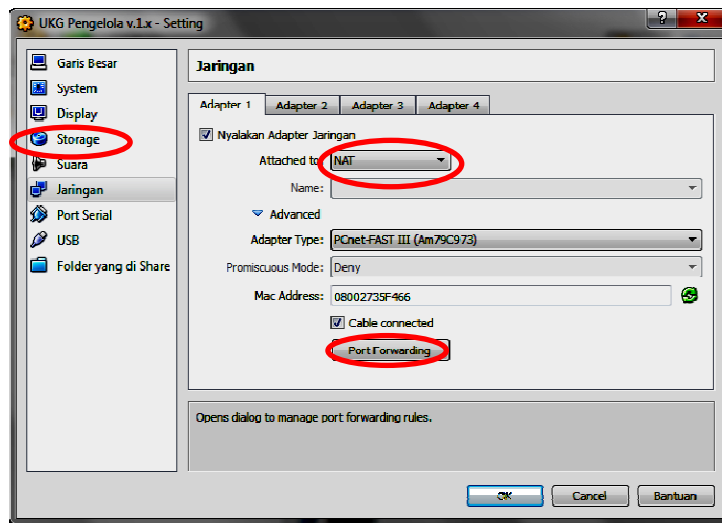 UKG Pengelola v.1.x - Setting
?
X
Garis Besar
System
Display
Storage
Suara
Jaringan
Port Serial
USB
Folder yang di Share
Jaringan
Adapter 1
Adapter 2
Adapter 3
Adapter 4
Nyalakan Adapter Jaringan
Attached to: NAT
Name:
Advanced
Adapter Type: PCnet-FAST III (Am79C973)
Promiscuous Mode: Deny
Mac Address: 08002735F466
Cable connected
Port Forwarding
Opens dialog to manage port forwarding rules.
OK
Cancel
Bantuan